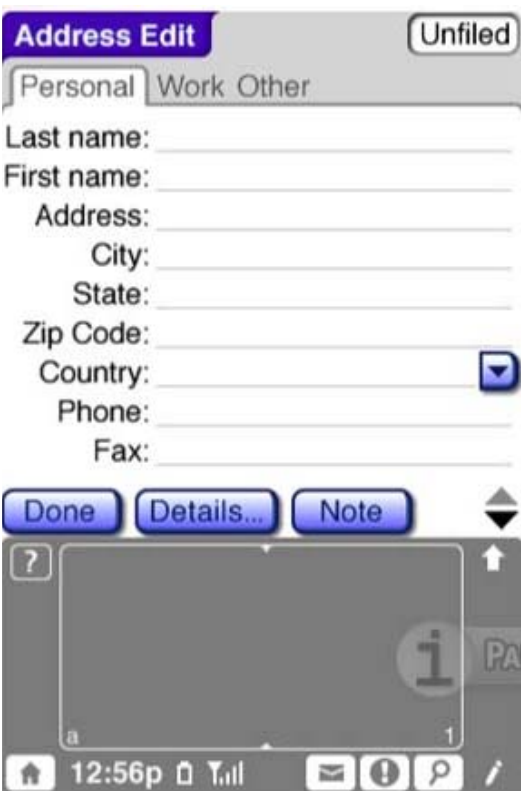 Address Edit Unfiled
Personal Work Other
Last name:
First name:
Address:
City:
State:
Zip Code:
Country:
Phone:
Fax:
Done Details... Note
?
i PA
a 1
12:56p